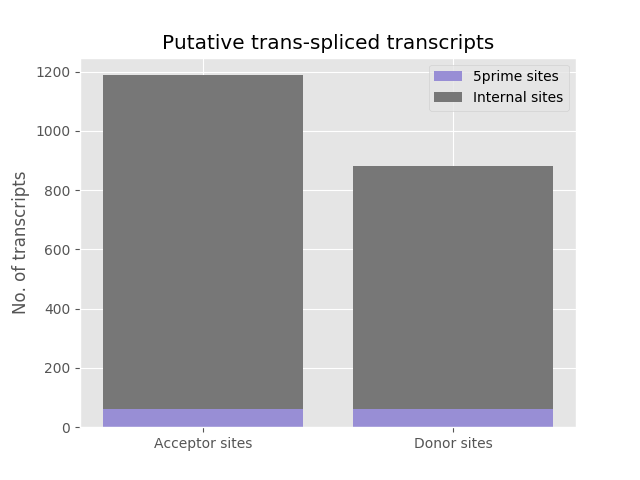 Putative trans-spliced transcripts
5prime sites
Internal sites
No. of transcripts
1200
1000
800
600
400
200
0
Acceptor sites
Donor sites